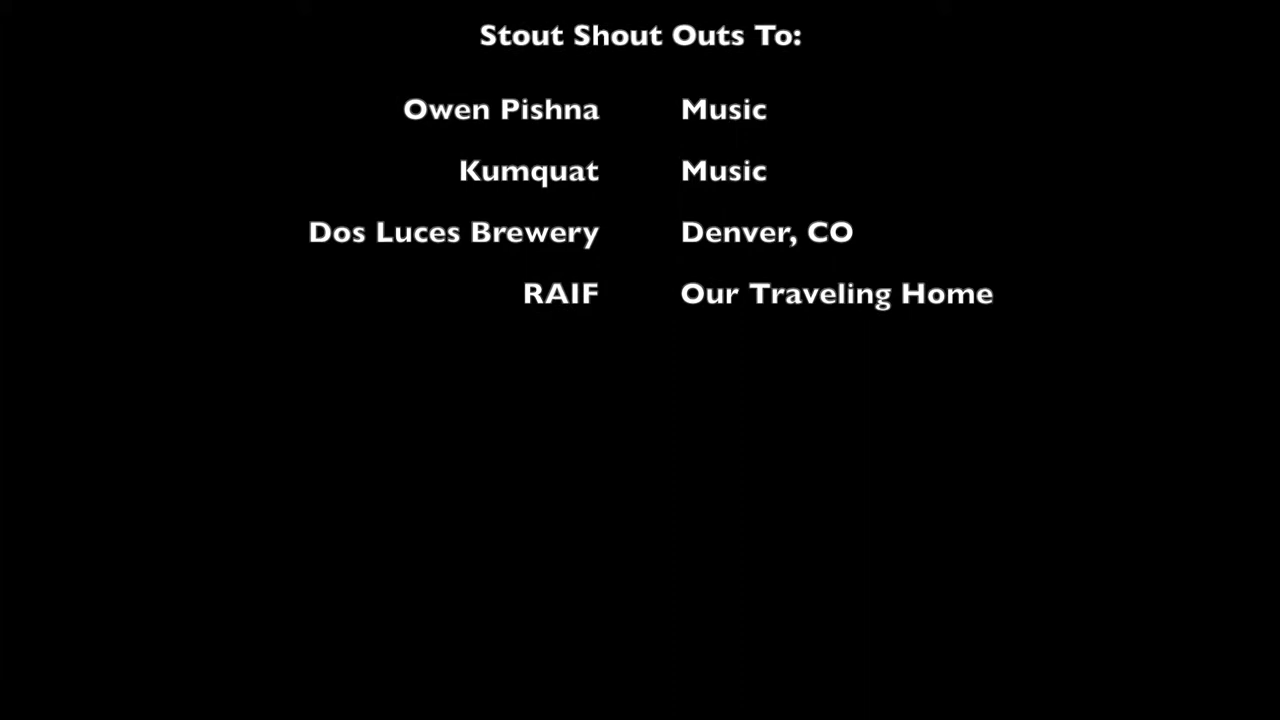 Stout Shout Outs To:
Owen Pishna Music
Kumquat Music
Dos Luces Brewery Denver, CO
RAIF Our Traveling Home